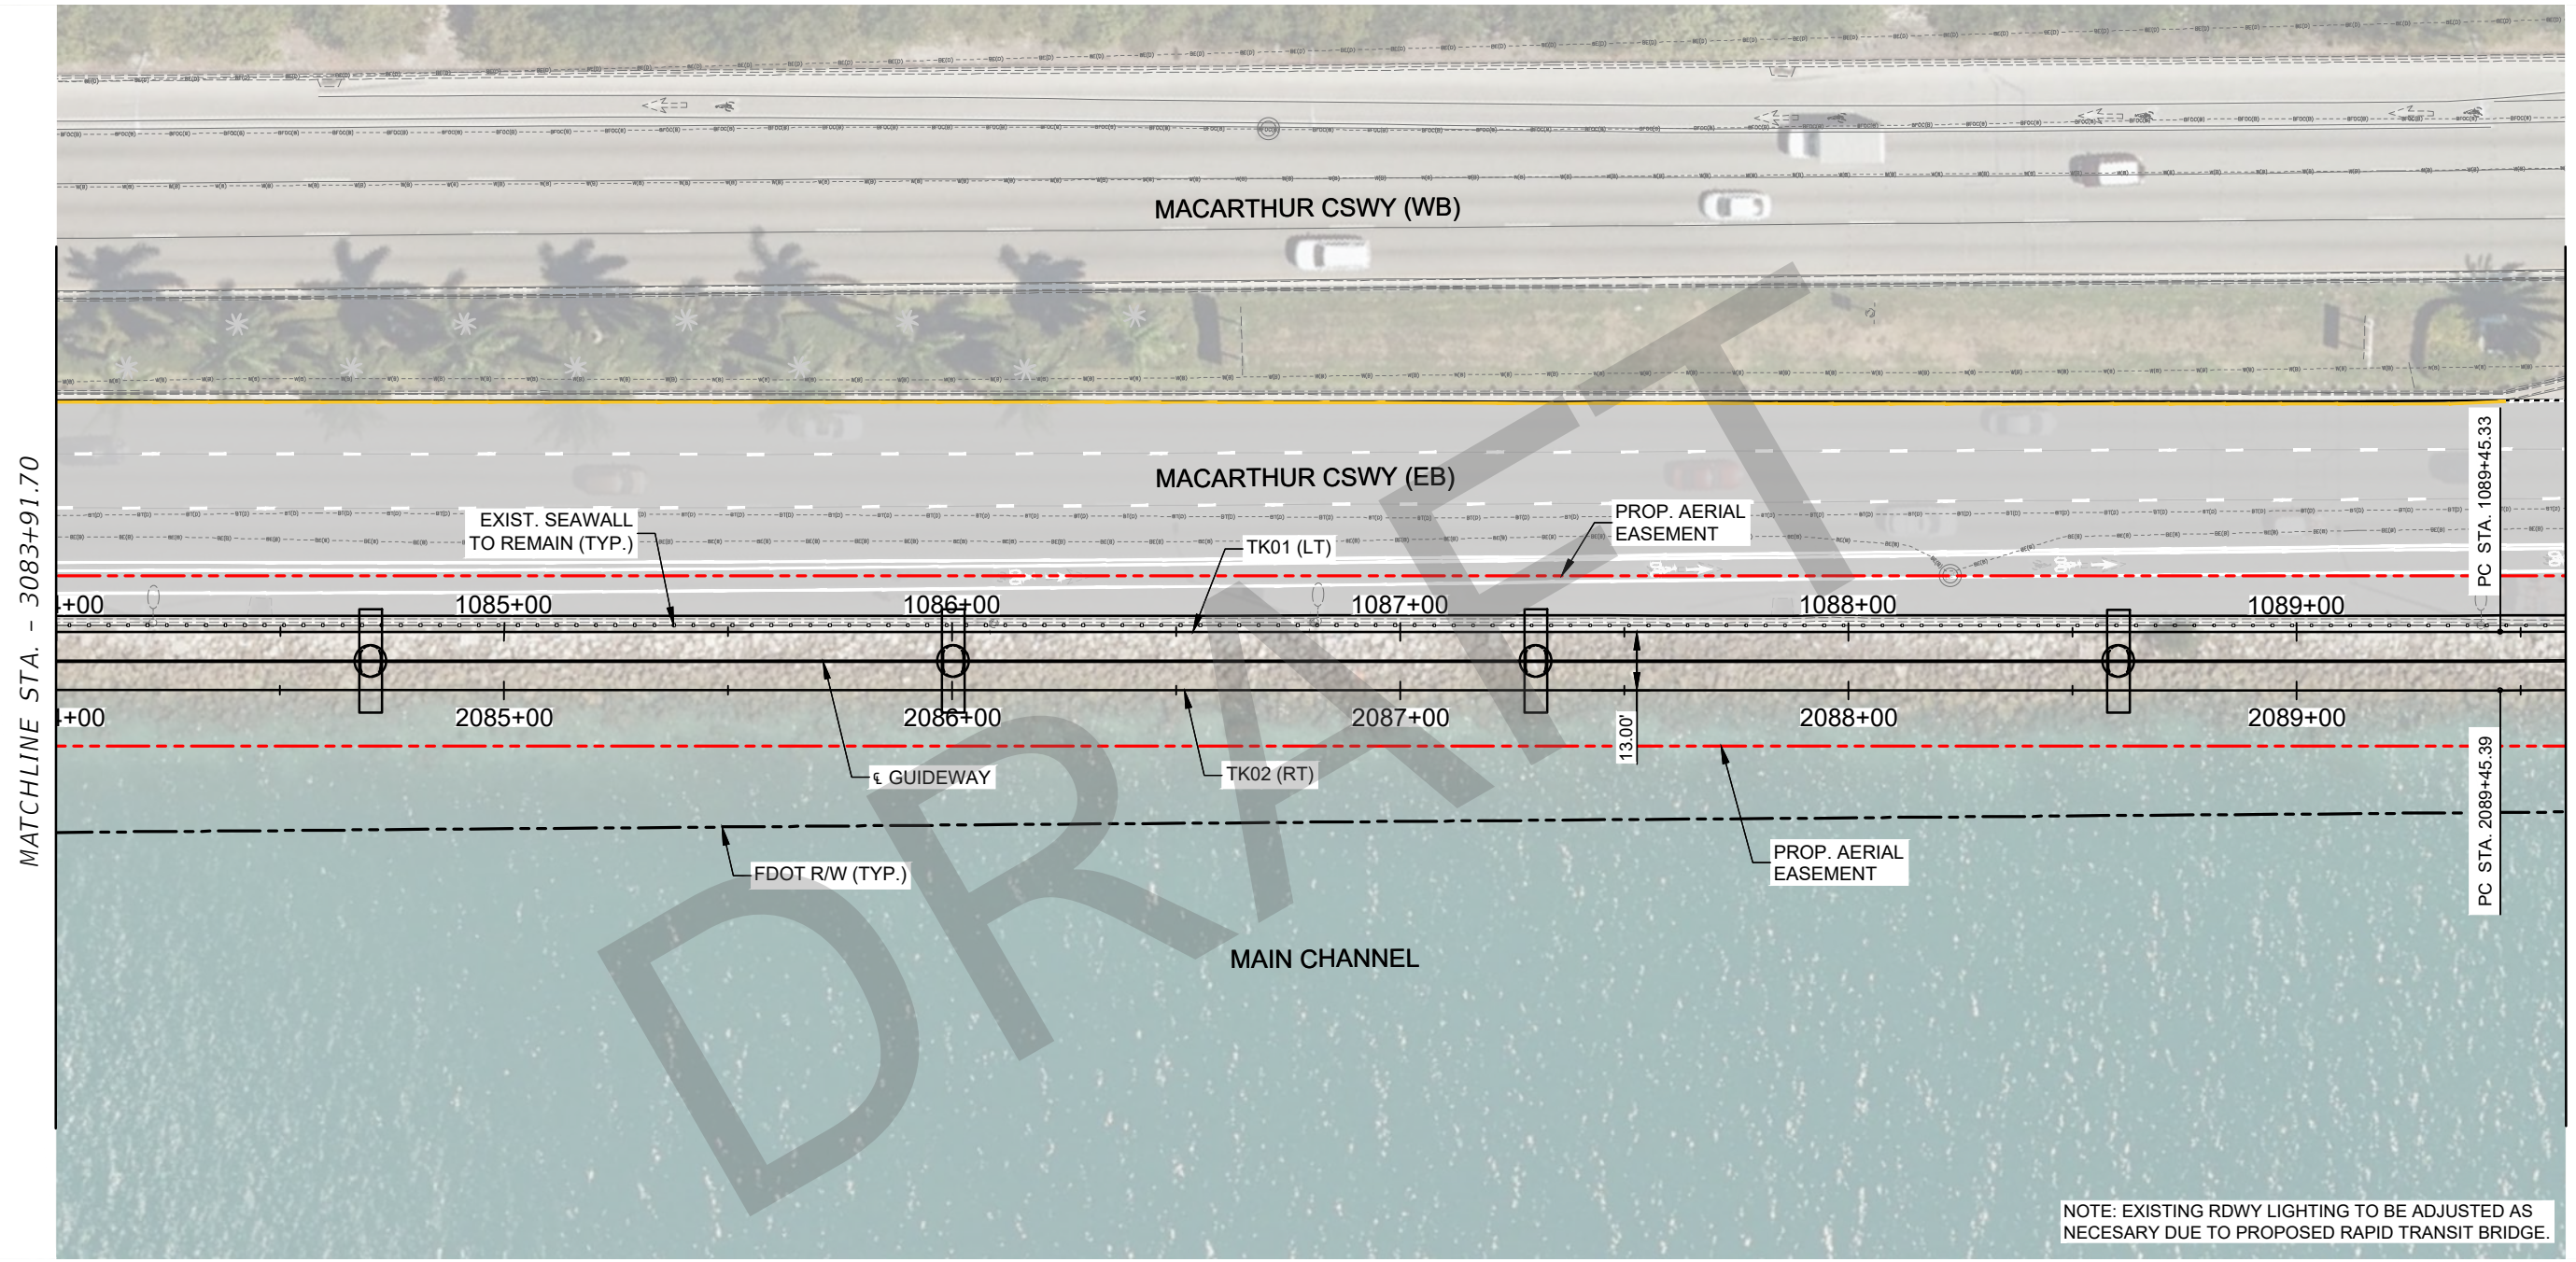 MACARTHUR CSWY (WB)
MACARTHUR CSWY (EB)
MATCHLINE STA. - 3083+91.70
EXIST. SEAWALL
TO REMAIN (TYP.)
TK01 (LT)
PROP. AERIAL
EASEMENT
PC STA. 1089+45.33
4+00
1085+00
1086+00
1087+00
1088+00
1089+00
4+00
2085+00
2086+00
2087+00
2088+00
2089+00
13.00'
℄ GUIDEWAY
TK02 (RT)
PC STA. 2089+45.39
FDOT R/W (TYP.)
PROP. AERIAL
EASEMENT
MAIN CHANNEL
DRAFT
NOTE: EXISTING RDWY LIGHTING TO BE ADJUSTED AS
NECESARY DUE TO PROPOSED RAPID TRANSIT BRIDGE.